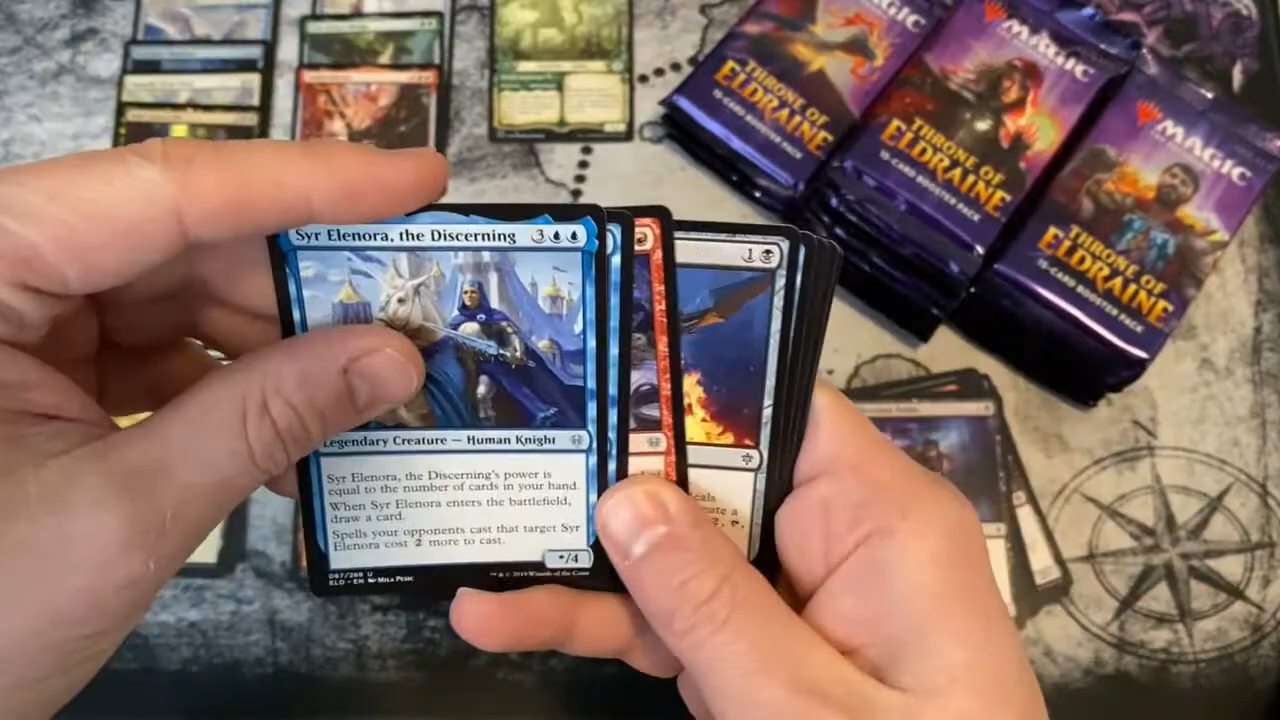 MAGIC
THRONE OF
ELDRAINE
15-CARD BOOSTER PACK
MAGIC
THRONE OF
ELDRAINE
15-CARD BOOSTER PACK
MAGIC
THRONE OF
ELDRAINE
15-CARD BOOSTER PACK
Syr Elenora, the Discerning 3
1
Legendary Creature — Human Knight
Syr Elenora, the Discerning's power is
equal to the number of cards in your hand.
When Syr Elenora enters the battlefield,
draw a card.
Spells your opponents cast that target Syr
Elenora cost 2 more to cast.
*/4
087/269 U
ELD • EN Mila Pesic
™ & © 2019 Wizards of the Coast